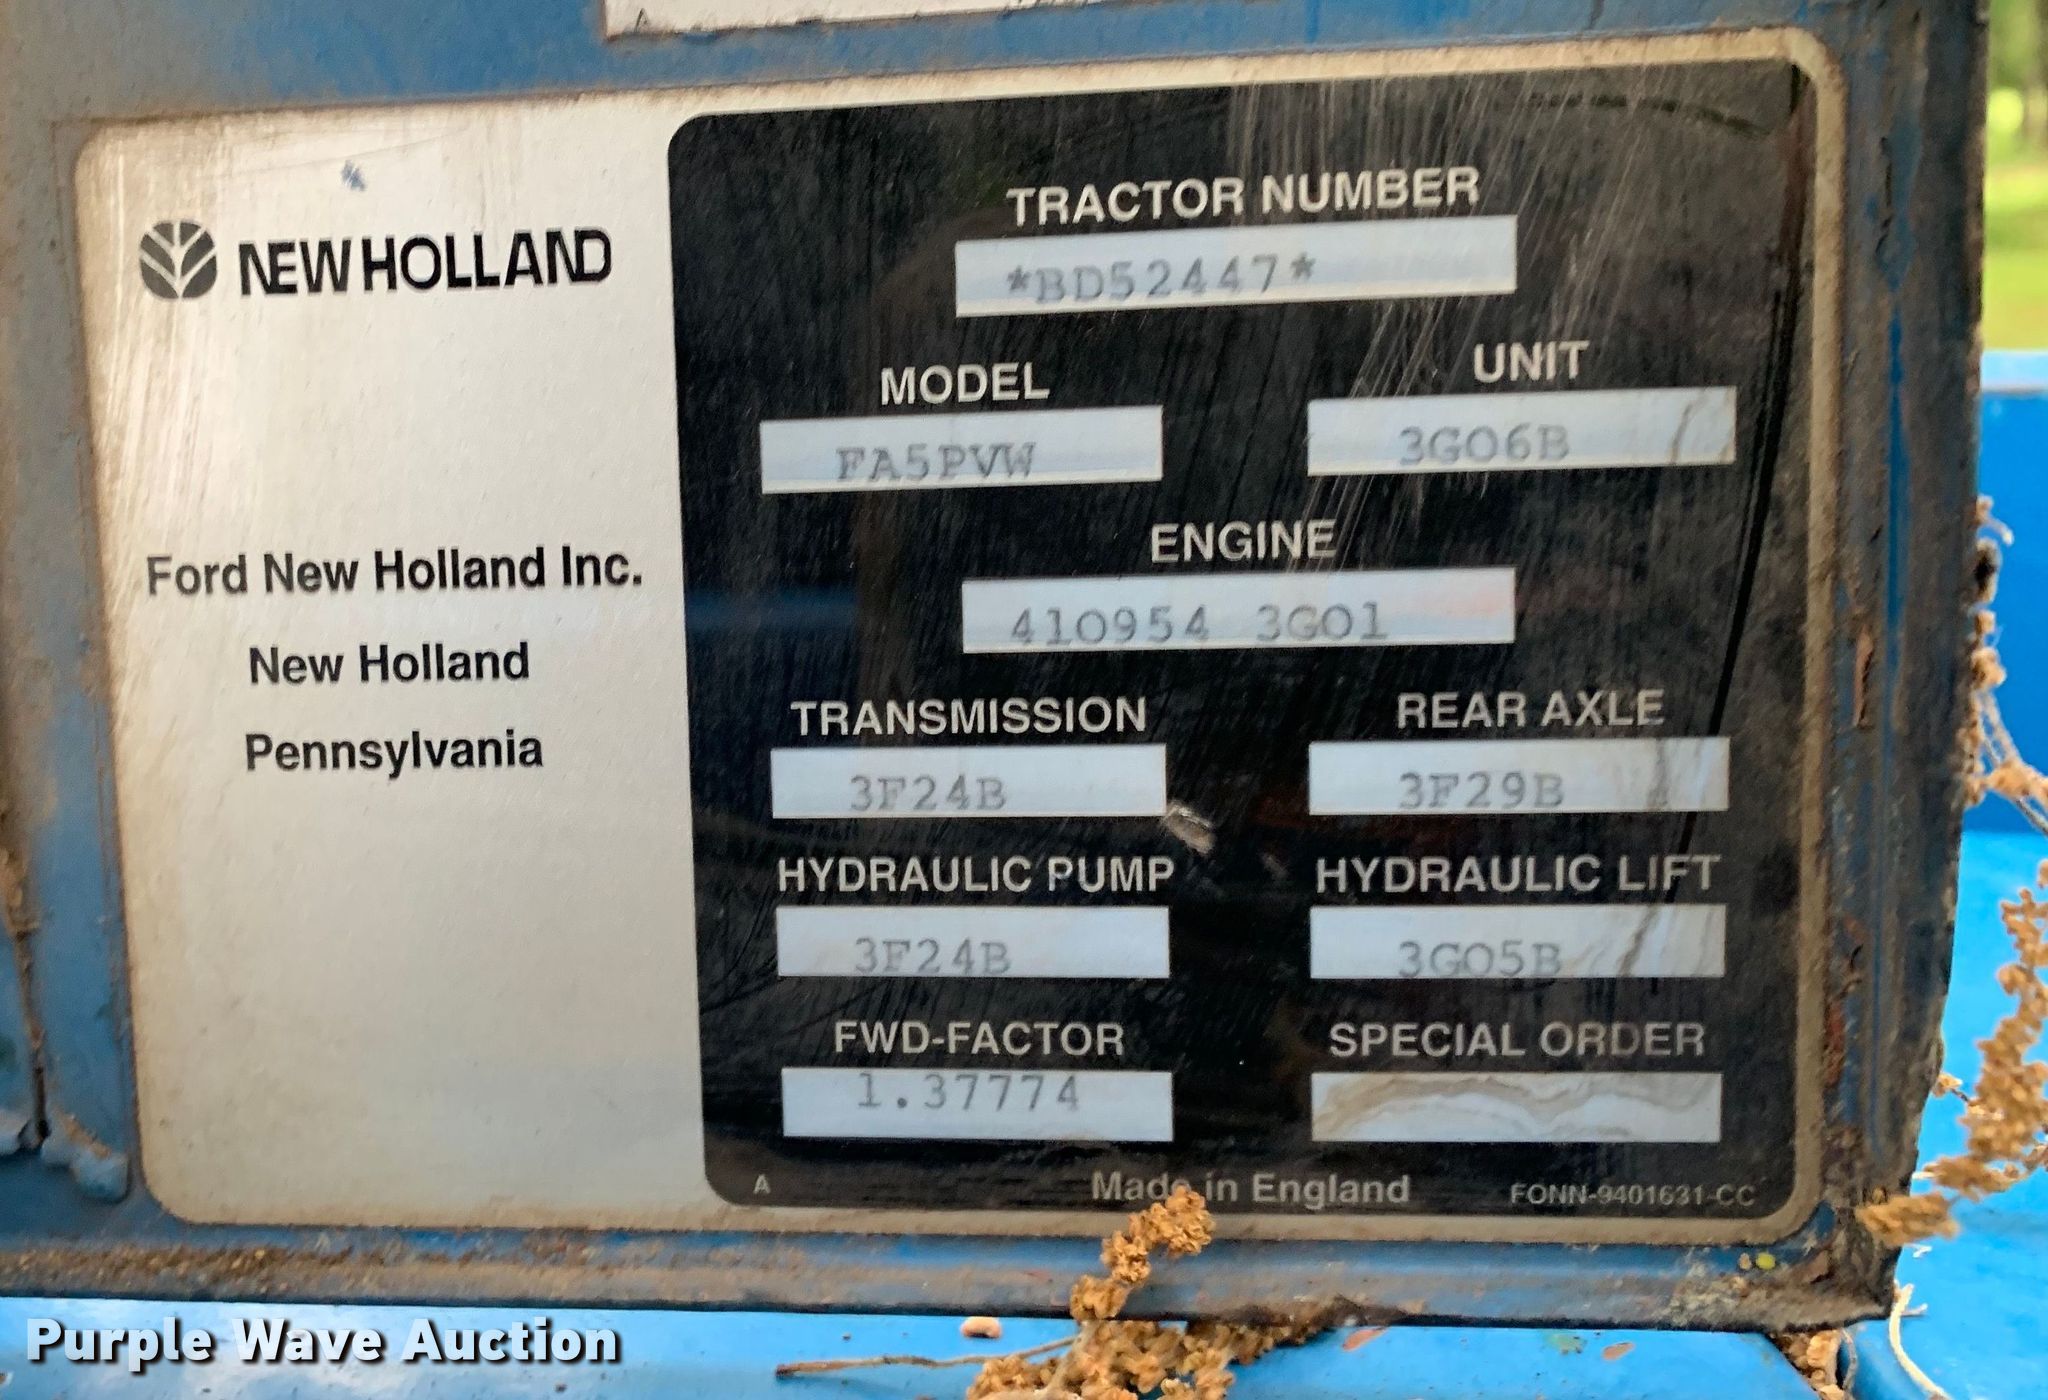 NEW HOLLAND
Ford New Holland Inc.
New Holland
Pennsylvania
TRACTOR NUMBER
*BD52447*
MODEL
UNIT
FA5PVW
3G06B
ENGINE
410954 3G01
TRANSMISSION
REAR AXLE
3F24B
3F29B
HYDRAULIC PUMP
HYDRAULIC LIFT
3F24B
3G05B
FWD-FACTOR
SPECIAL ORDER
1.37774
A
Made in England
FONN-9401631-CC
Purple Wave Auction